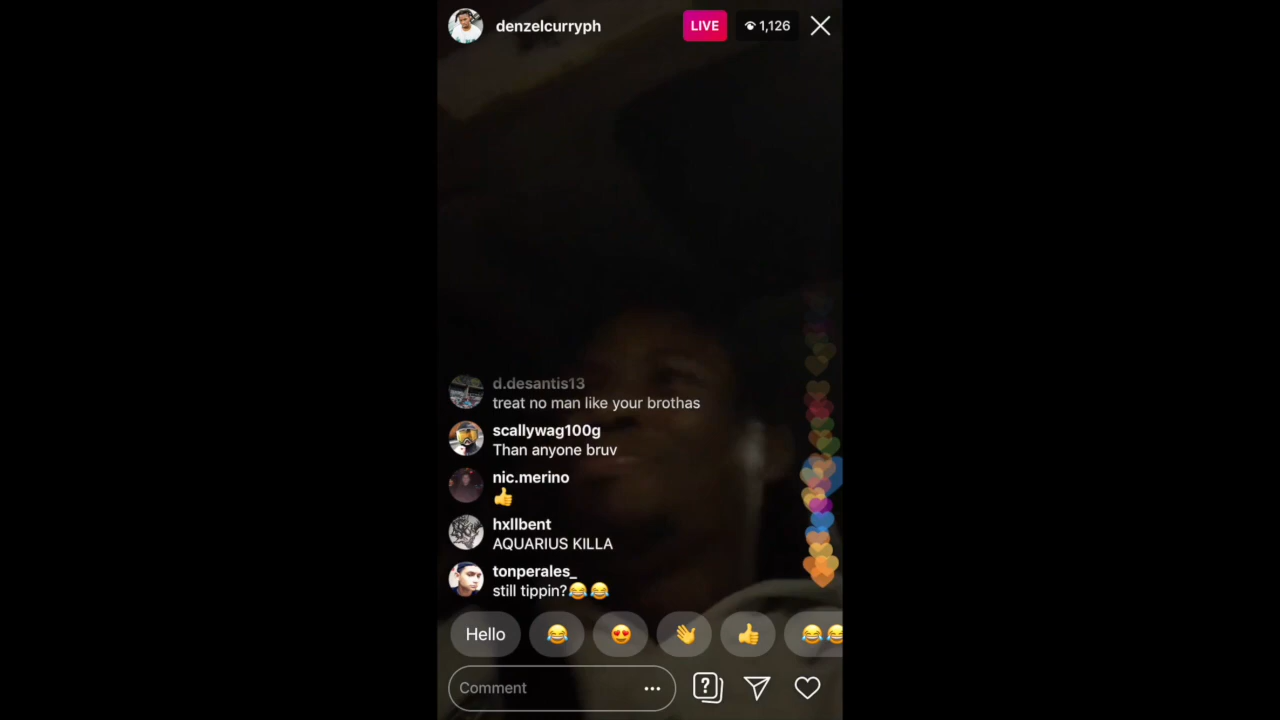 denzelcurryph
LIVE
1,126
d.desantis13
treat no man like your brothas
scallywag100g
Than anyone bruv
nic.merino
👍
hxllbent
AQUARIUS KILLA
tonperales_
still tippin?😂😂
Hello 😂 😍 👋 👍 😂😂
Comment